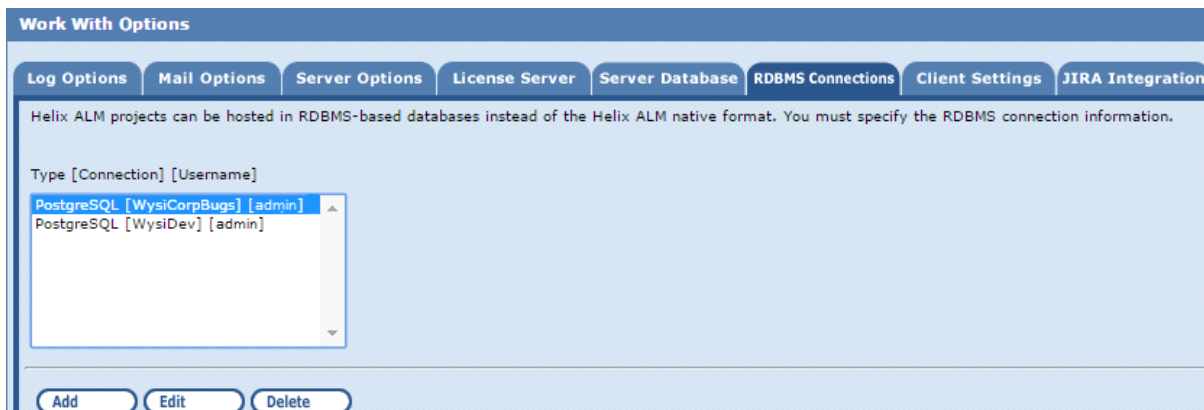 Work With Options
Log Options Mail Options Server Options License Server Server Database RDBMS Connections Client Settings JIRA Integration
Helix ALM projects can be hosted in RDBMS-based databases instead of the Helix ALM native format. You must specify the RDBMS connection information.
Type [Connection] [Username]
PostgreSQL [WysiCorpBugs] [admin]
PostgreSQL [WysiDev] [admin]
Add Edit Delete